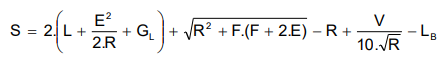 S = 2.(L + E²/2.R + G_L) + √(R² + F.(F + 2.E)) − R + V/10.√R − L_B